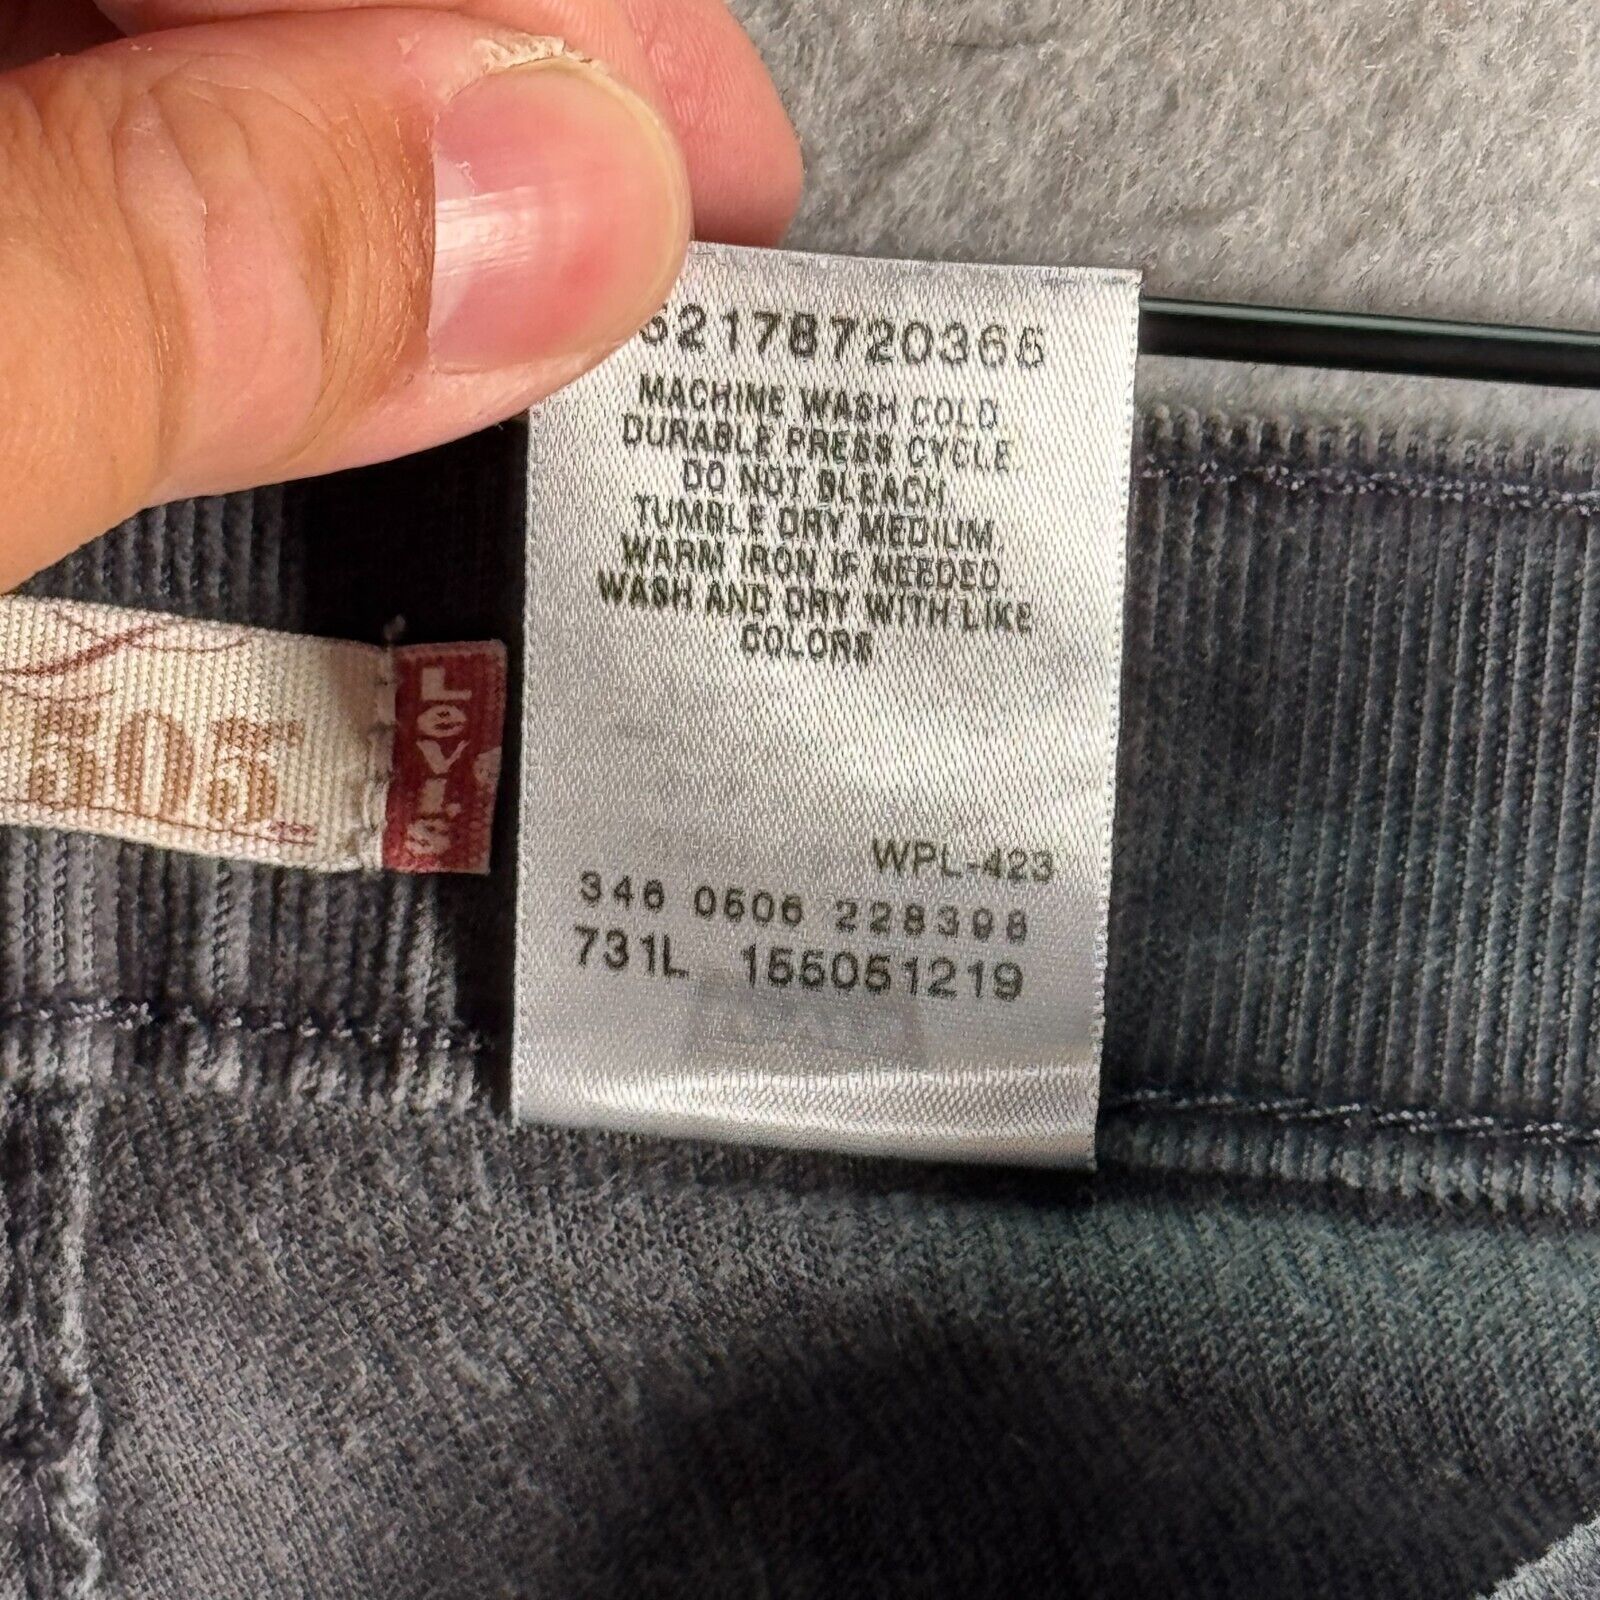 52178720366
MACHINE WASH COLD
DURABLE PRESS CYCLE.
DO NOT BLEACH.
TUMBLE DRY MEDIUM.
WARM IRON IF NEEDED
WASH AND DRY WITH LIKE
COLORS
505
Levi's
WPL-423
346 0506 228398
731L 155051219